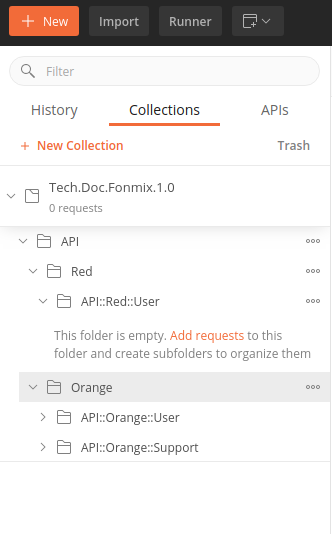 + New Import Runner
Filter
History Collections APIs
+ New Collection Trash
Tech.Doc.Fonmix.1.0
0 requests
API
Red
API::Red::User
This folder is empty. Add requests to this
folder and create subfolders to organize them
Orange
API::Orange::User
API::Orange::Support